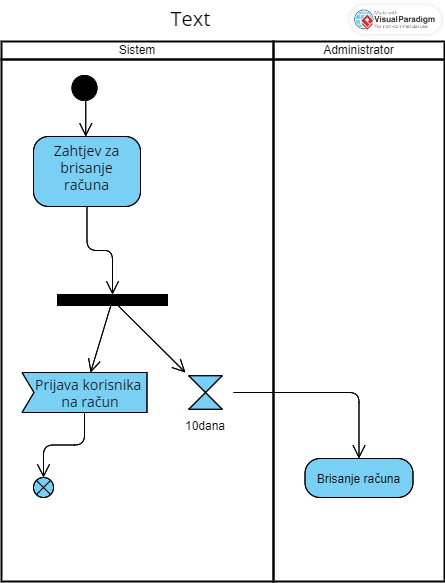 Text
Made with
Visual Paradigm
For non-commercial use
Sistem
Administrator
Zahtjev za
brisanje
računa
Prijava korisnika
na račun
10dana
Brisanje računa